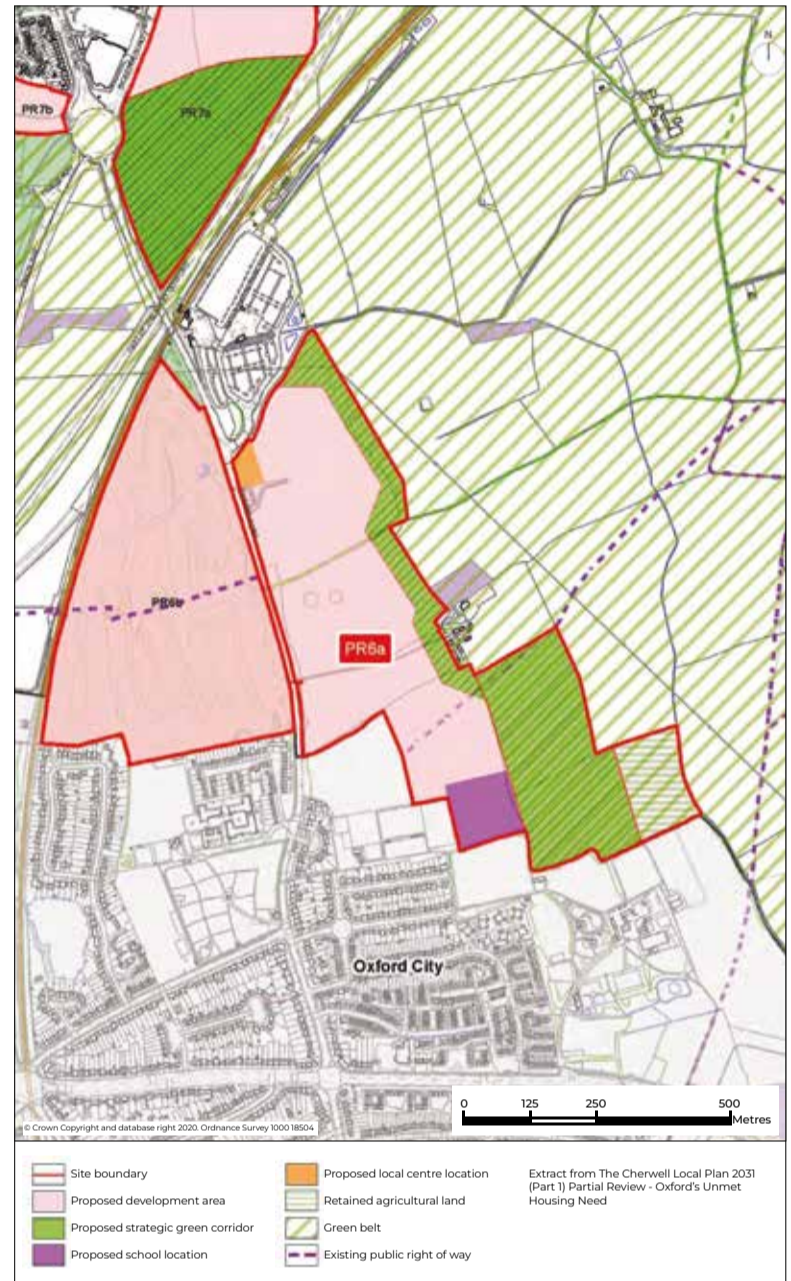 N
PR7b
PR7a
PR6b
PR6a
Oxford City
0 125 250 500
Metres
© Crown Copyright and database right 2020. Ordnance Survey 100018504
Site boundary
Proposed development area
Proposed strategic green corridor
Proposed school location
Proposed local centre location
Retained agricultural land
Green belt
Existing public right of way
Extract from The Cherwell Local Plan 2031
(Part 1) Partial Review - Oxford's Unmet
Housing Need